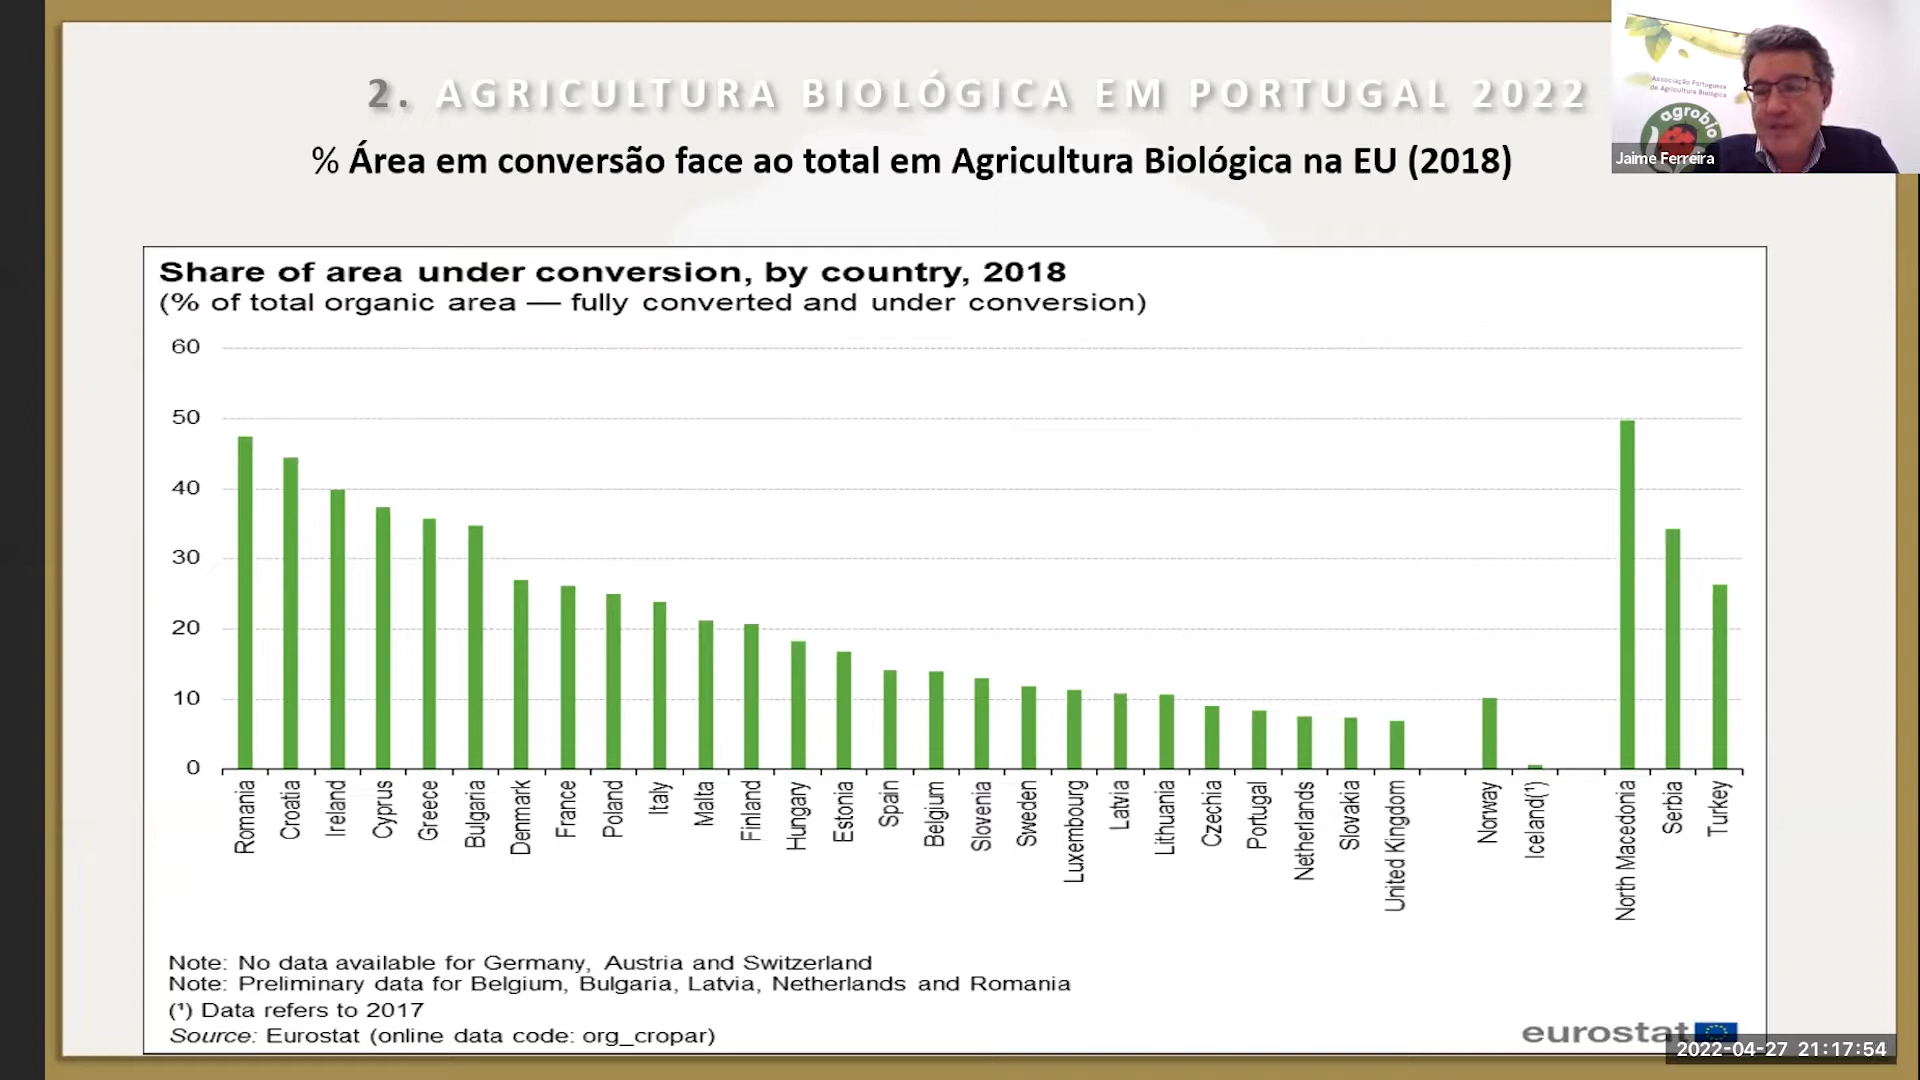 2. AGRICULTURA BIOLÓGICA EM PORTUGAL 2022
% Área em conversão face ao total em Agricultura Biológica na EU (2018)
Associação Portuguesa
de Agricultura Biológica
agrobio
Jaime Ferreira
Share of area under conversion, by country, 2018
(% of total organic area — fully converted and under conversion)
60
50
40
30
20
10
0
Romania
Croatia
Ireland
Cyprus
Greece
Bulgaria
Denmark
France
Poland
Italy
Malta
Finland
Hungary
Estonia
Spain
Belgium
Slovenia
Sweden
Luxembourg
Latvia
Lithuania
Czechia
Portugal
Netherlands
Slovakia
United Kingdom
Norway
Iceland(¹)
North Macedonia
Serbia
Turkey
Note: No data available for Germany, Austria and Switzerland
Note: Preliminary data for Belgium, Bulgaria, Latvia, Netherlands and Romania
(¹) Data refers to 2017
Source: Eurostat (online data code: org_cropar)
eurostat
2022-04-27 21:17:54